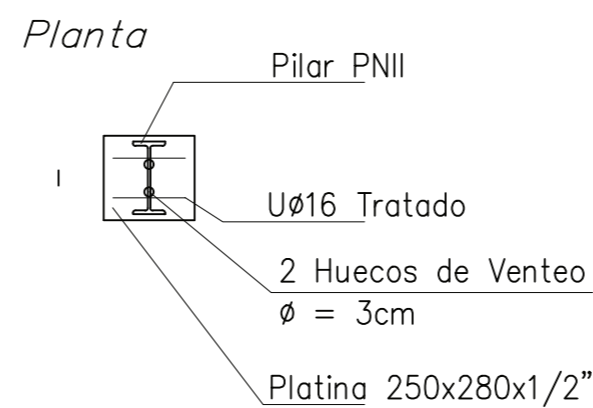 Planta
Pilar PNII
I
Uø16 Tratado
2 Huecos de Venteo
ø = 3cm
Platina 250x280x1/2”